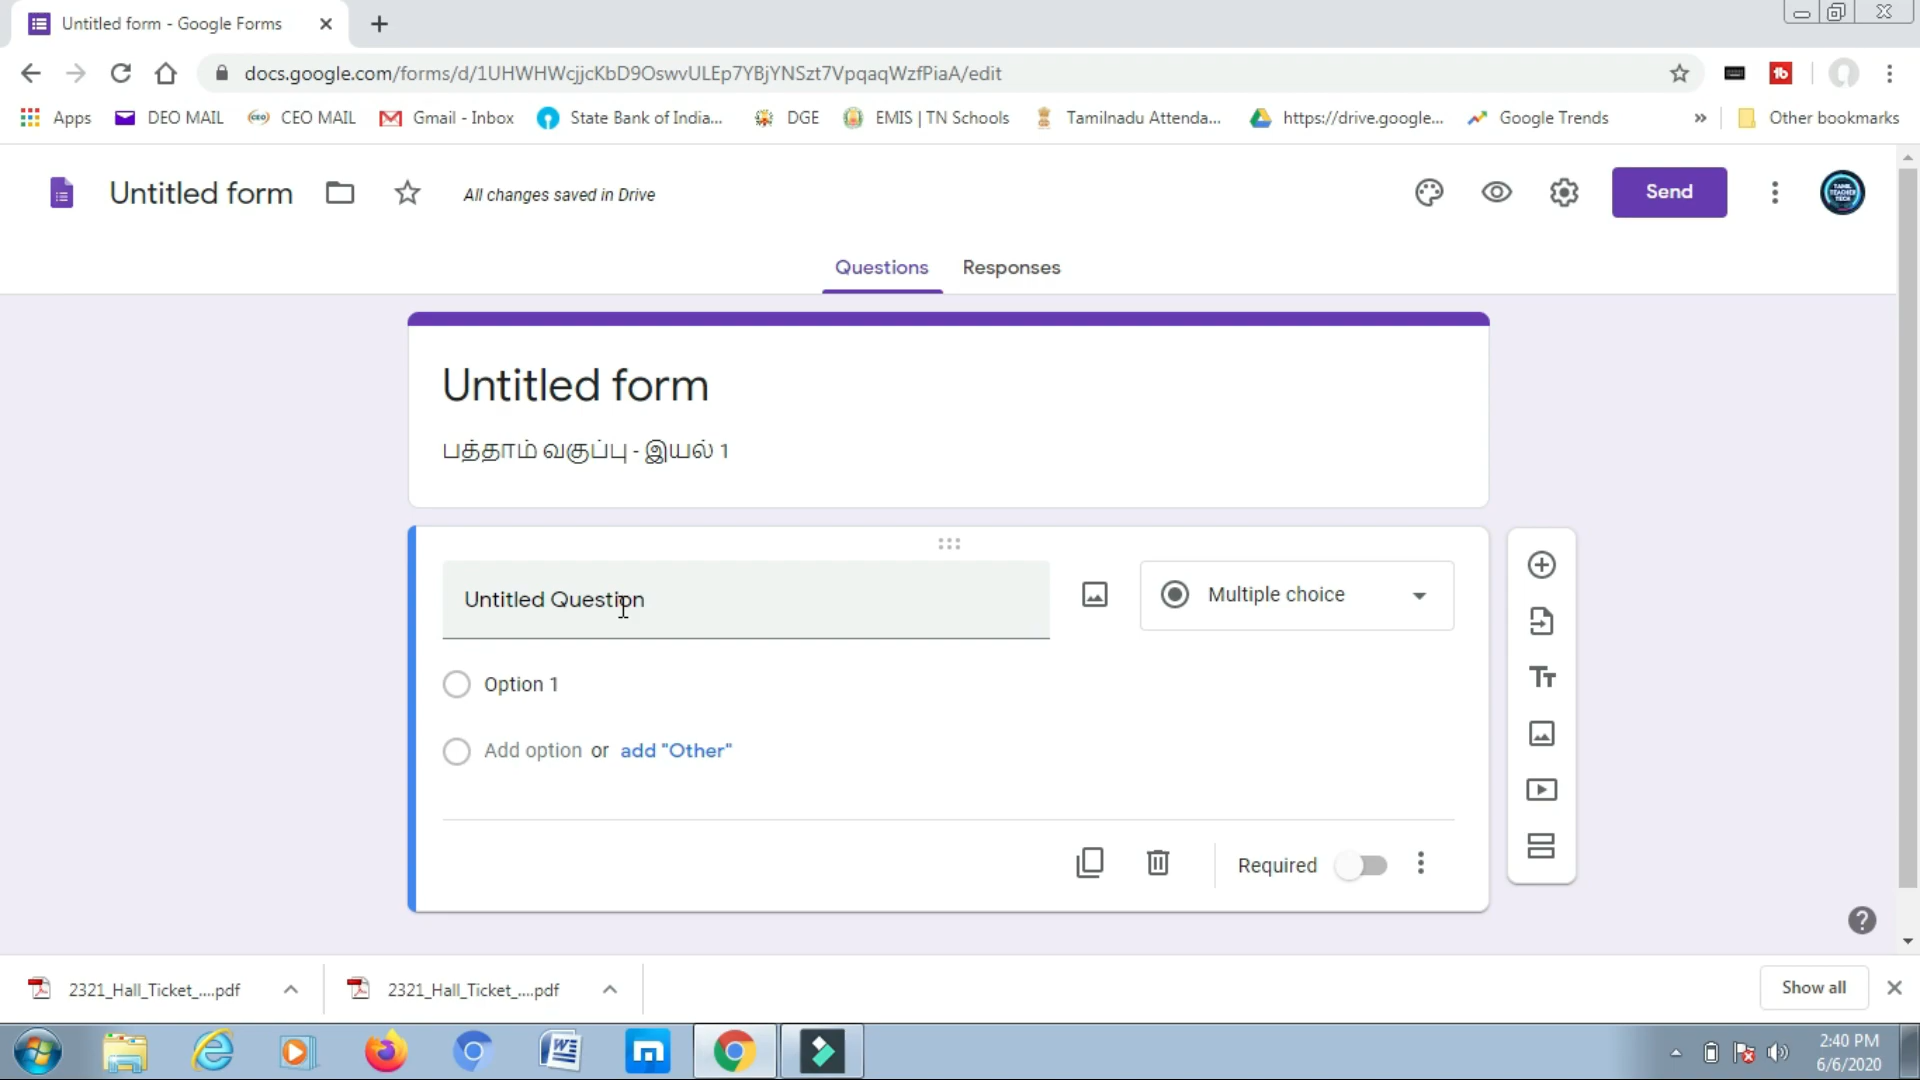 Untitled form - Google Forms
docs.google.com/forms/d/1UHWHWcjjcKbD9OswvULEp7YBjYNSzt7VpqaqWzfPiaA/edit
Apps DEO MAIL CEO MAIL Gmail - Inbox State Bank of India... DGE EMIS | TN Schools Tamilnadu Attenda... https://drive.google... Google Trends » Other bookmarks
Untitled form All changes saved in Drive Send
TAMIL TEACHER TECH
Questions Responses
Untitled form
பத்தாம் வகுப்பு - இயல் 1
Untitled Question Multiple choice
Option 1
Add option or add "Other"
Required
2321_Hall_Ticket_....pdf 2321_Hall_Ticket_....pdf Show all
2:40 PM
6/6/2020